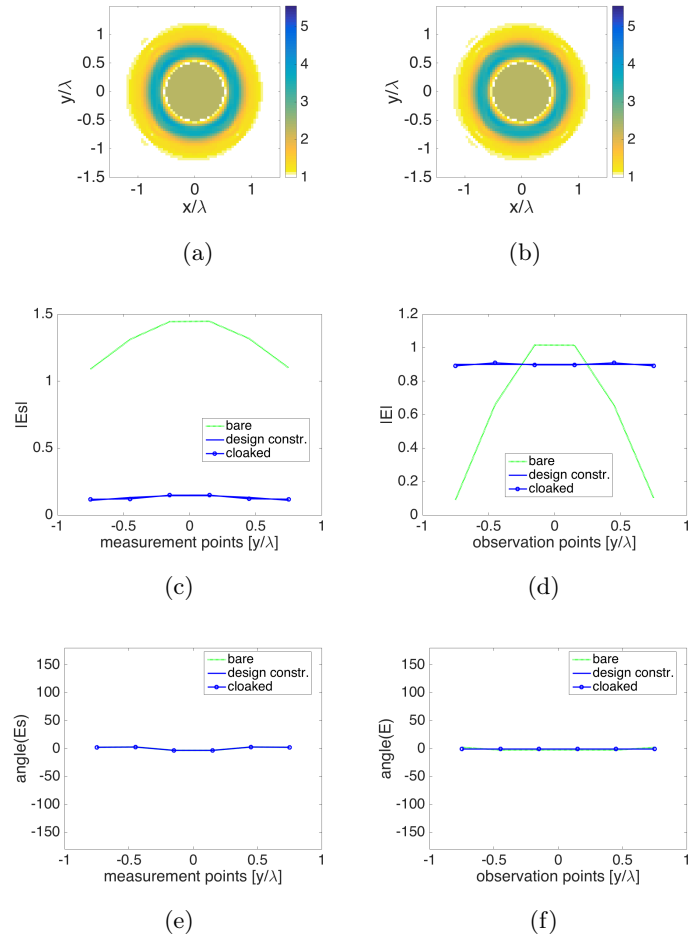 1.5
1
0.5
0
-0.5
-1
-1.5
y/λ
-1 0 1
x/λ
5
4
3
2
1
(a)
1.5
1
0.5
0
-0.5
-1
-1.5
y/λ
-1 0 1
x/λ
5
4
3
2
1
(b)
1.5
1
0.5
0
|Es|
bare
design constr.
cloaked
-1 -0.5 0 0.5 1
measurement points [y/λ]
(c)
1.2
1
0.8
0.6
0.4
0.2
0
|E|
bare
design constr.
cloaked
-1 -0.5 0 0.5 1
observation points [y/λ]
(d)
150
100
50
0
-50
-100
-150
angle(Es)
bare
design constr.
cloaked
-1 -0.5 0 0.5 1
measurement points [y/λ]
(e)
150
100
50
0
-50
-100
-150
angle(E)
bare
design constr.
cloaked
-1 -0.5 0 0.5 1
observation points [y/λ]
(f)